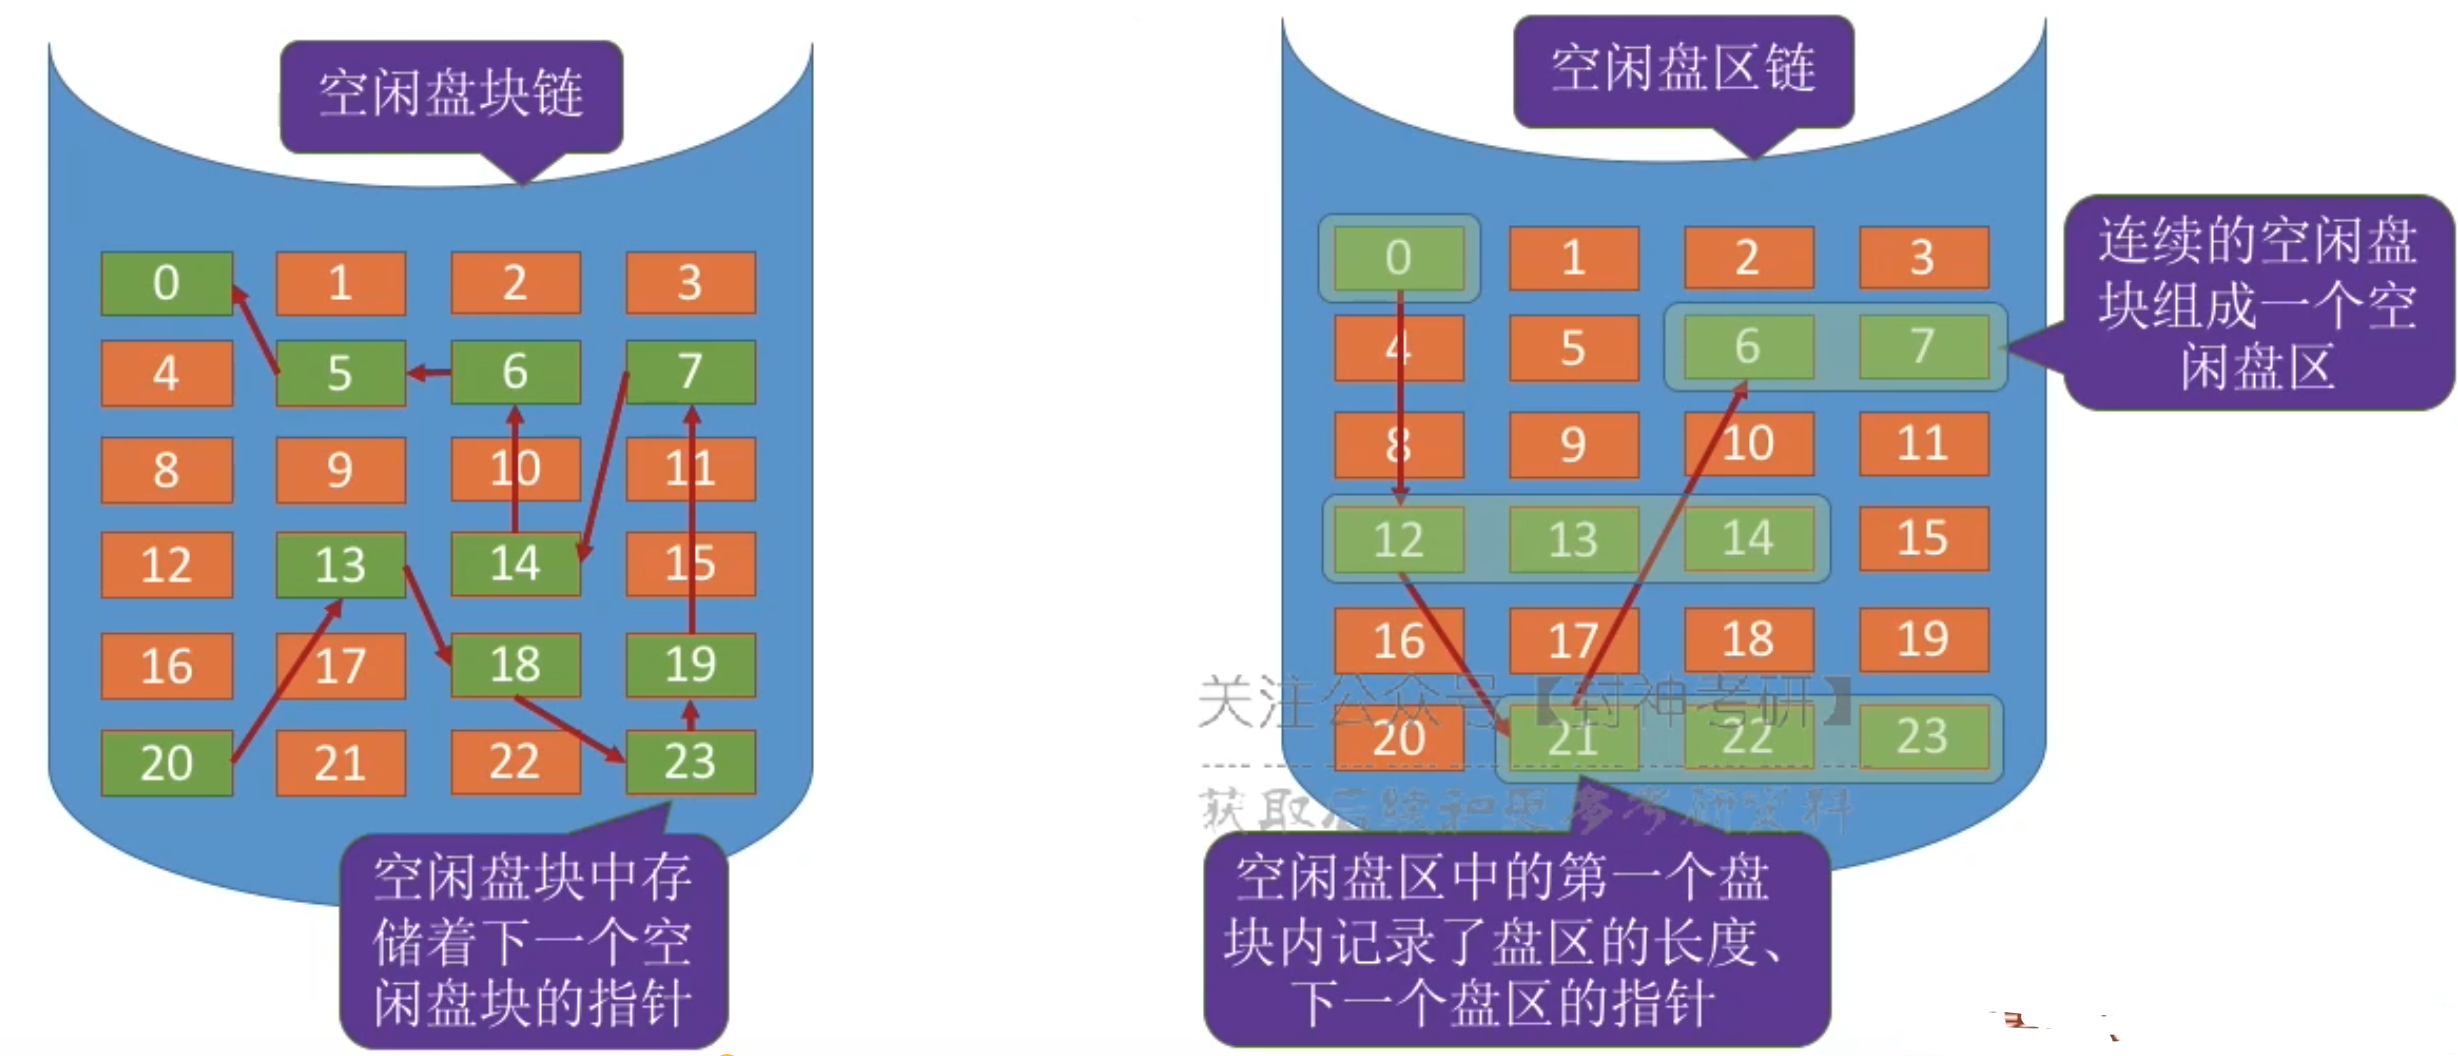 空闲盘块链
0 1 2 3
4 5 6 7
8 9 10 11
12 13 14 15
16 17 18 19
20 21 22 23
空闲盘块中存
储着下一个空
闲盘块的指针
空闲盘区链
0 1 2 3
4 5 6 7
8 9 10 11
12 13 14 15
16 17 18 19
20 21 22 23
连续的空闲盘
块组成一个空
闲盘区
关注公众号【封神考研】
获取后续和更多考研资料
空闲盘区中的第一个盘
块内记录了盘区的长度、
下一个盘区的指针